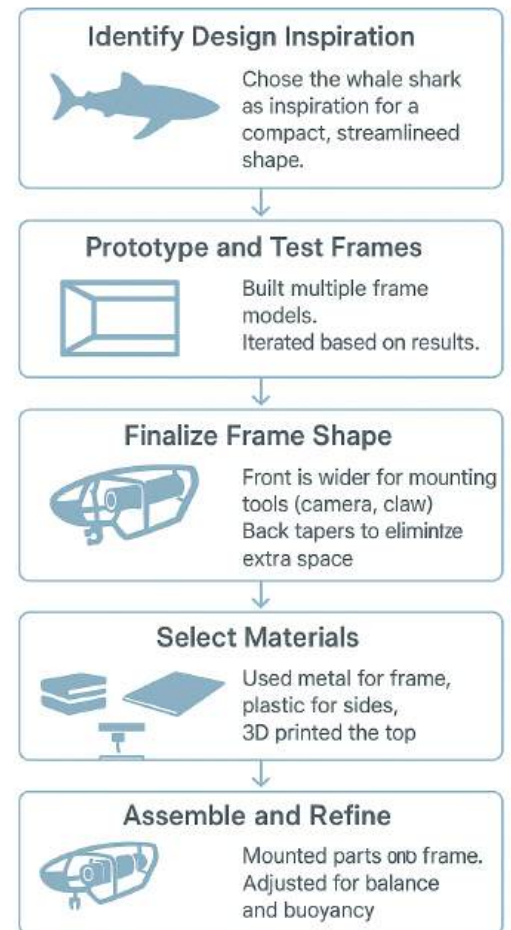 Identify Design Inspiration
Chose the whale shark
as inspiration for a
compact, streamlineed
shape.
Prototype and Test Frames
Built multiple frame
models.
Iterated based on results.
Finalize Frame Shape
Front is wider for mounting
tools (camera, claw)
Back tapers to elimintze
extra space
Select Materials
Used metal for frame,
plastic for sides,
3D printed the top
Assemble and Refine
Mounted parts onto frame.
Adjusted for balance
and buoyancy